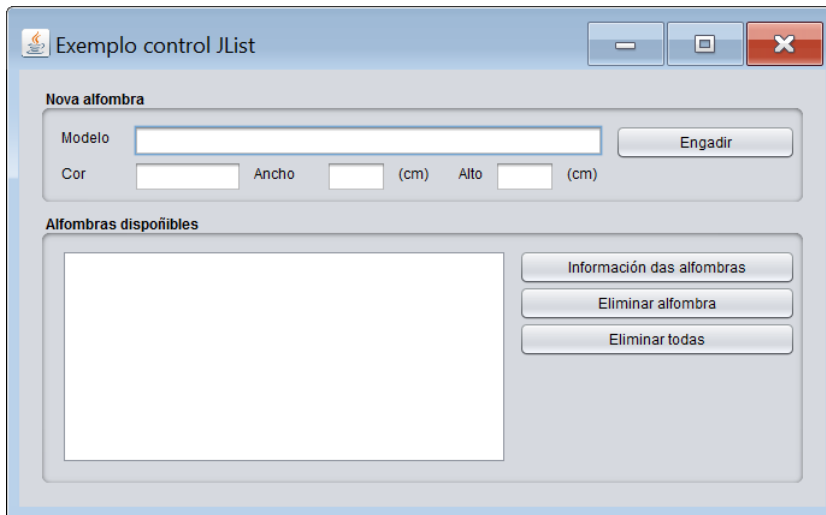 Exemplo control JList
Nova alfombra
Modelo
Engadir
Cor Ancho (cm) Alto (cm)
Alfombras dispoñibles
Información das alfombras
Eliminar alfombra
Eliminar todas